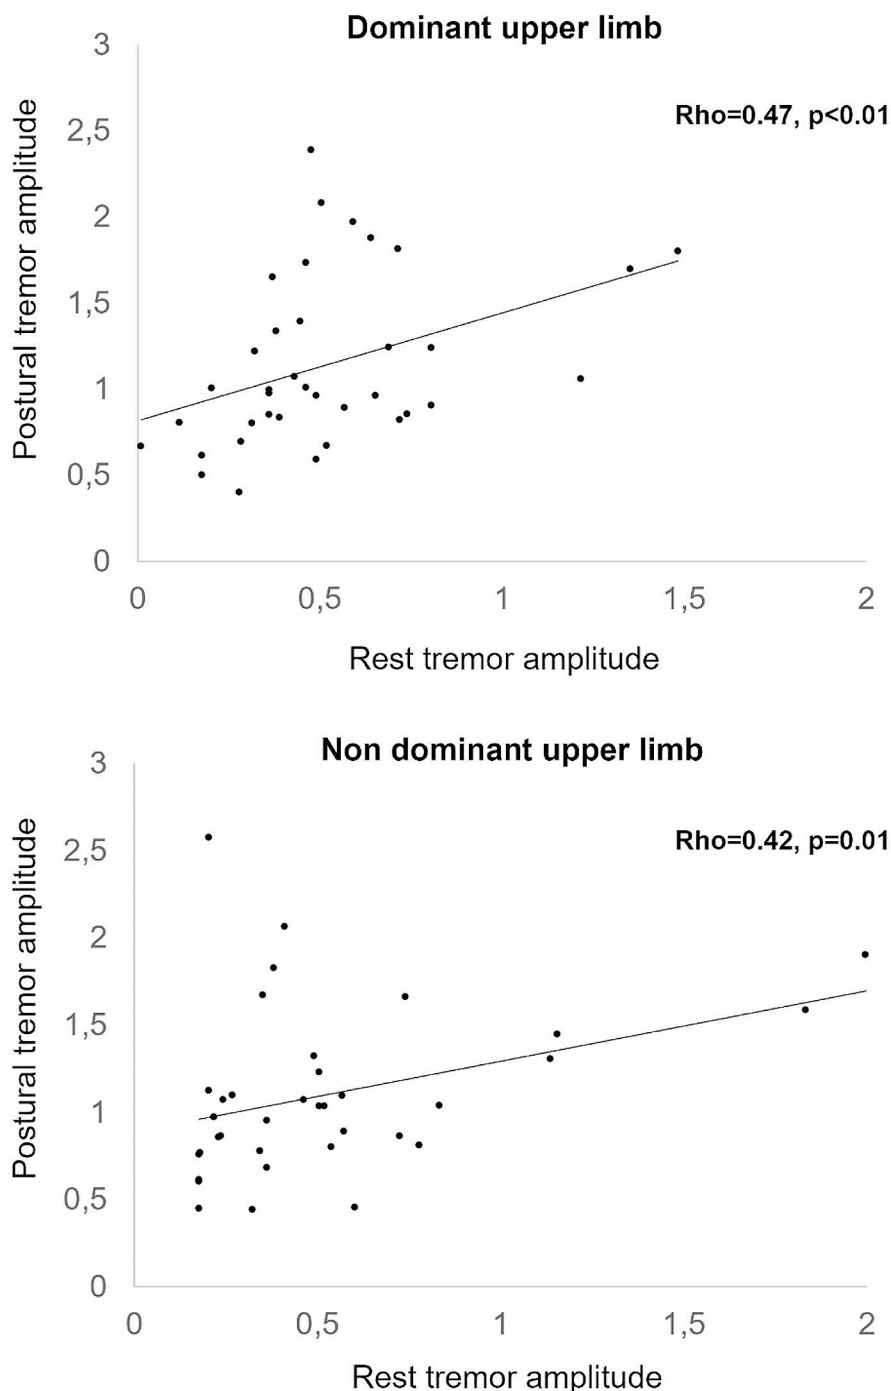 Dominant upper limb
3
Rho=0.47, p<0.01
2,5
2
1,5
1
0,5
0
Postural tremor amplitude
0 0,5 1 1,5 2
Rest tremor amplitude
Non dominant upper limb
3
Rho=0.42, p=0.01
2,5
2
1,5
1
0,5
0
Postural tremor amplitude
0 0,5 1 1,5 2
Rest tremor amplitude